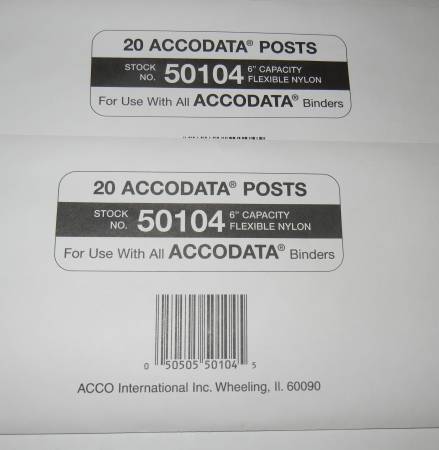 20 ACCODATA® POSTS
STOCK NO. 50104 6" CAPACITY FLEXIBLE NYLON
For Use With All ACCODATA® Binders
20 ACCODATA® POSTS
STOCK NO. 50104 6" CAPACITY FLEXIBLE NYLON
For Use With All ACCODATA® Binders
0 50505 50104 5
ACCO International Inc. Wheeling, Il. 60090